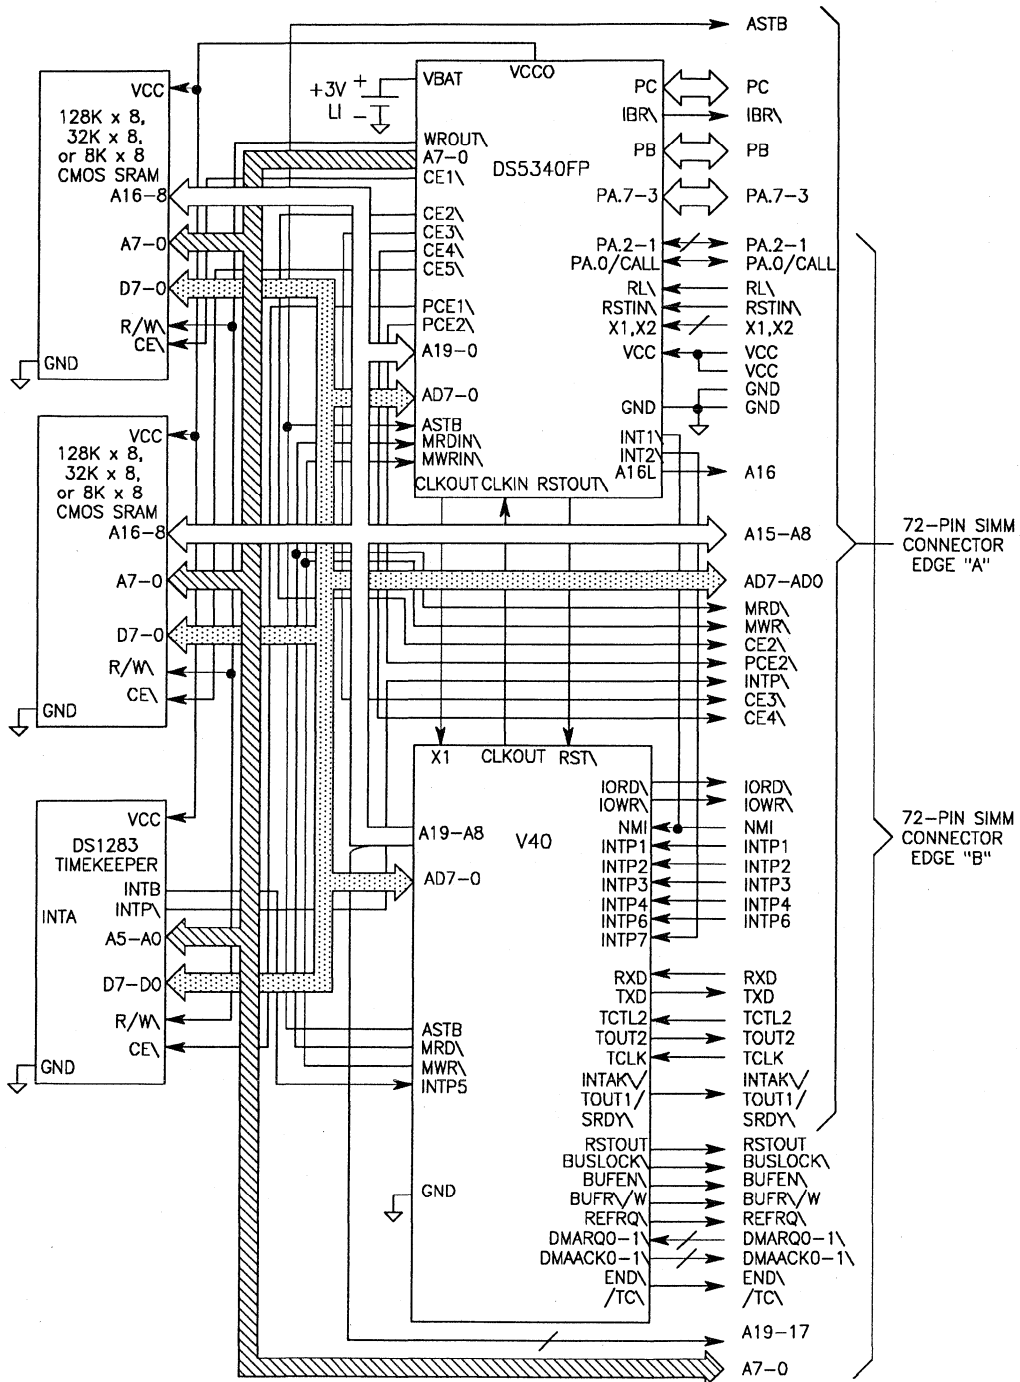 ASTB
VCC
128K x 8,
32K x 8,
or 8K x 8
CMOS SRAM
A16-8
A7-0
D7-0
R/W\
CE\
GND
+3V
+
LI
−
VBAT
VCCO
WROUT\
A7-0
CE1\
DS5340FP
CE2\
CE3\
CE4\
CE5\
PCE1\
PCE2\
A19-0
AD7-0
ASTB
MRDIN\
MWRIN\
CLKOUT CLKIN RSTOUT\
PC
IBR\
PB
PA.7-3
PA.2-1
PA.0/CALL
RL\
RSTIN\
X1,X2
VCC
GND
INT1\
INT2\
A16L
PC
IBR\
PB
PA.7-3
PA.2-1
PA.0/CALL
RL\
RSTIN\
X1,X2
VCC
VCC
GND
GND
A16
VCC
128K x 8,
32K x 8,
or 8K x 8
CMOS SRAM
A16-8
A7-0
D7-0
R/W\
CE\
GND
A15-A8
AD7-AD0
MRD\
MWR\
CE2\
PCE2\
INTP\
CE3\
CE4\
72-PIN SIMM
CONNECTOR
EDGE "A"
VCC
DS1283
TIMEKEEPER
INTB
INTP\
INTA
A5-A0
D7-D0
R/W\
CE\
GND
X1
CLKOUT
RST\
A19-A8
V40
AD7-0
ASTB
MRD\
MWR\
INTP5
GND
IORD\
IOWR\
NMI
INTP1
INTP2
INTP3
INTP4
INTP6
INTP7
RXD
TXD
TCTL2
TOUT2
TCLK
INTAK\/
TOUT1/
SRDY\
RSTOUT
BUSLOCK\
BUFEN\
BUFR\/W
REFRQ\
DMARQ0-1\
DMAACK0-1\
END\
/TC\
IORD\
IOWR\
NMI
INTP1
INTP2
INTP3
INTP4
INTP6
RXD
TXD
TCTL2
TOUT2
TCLK
INTAK\/
TOUT1/
SRDY\
RSTOUT
BUSLOCK\
BUFEN\
BUFR\/W
REFRQ\
DMARQ0-1\
DMAACK0-1\
END\
/TC\
72-PIN SIMM
CONNECTOR
EDGE "B"
A19-17
A7-0